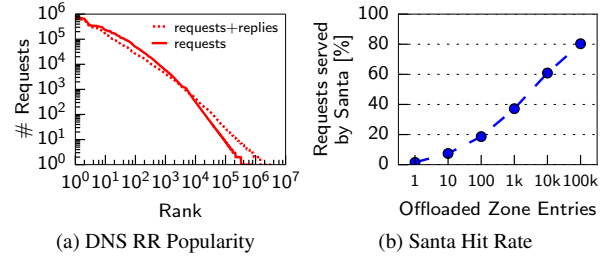 # Requests
10^6
10^5
10^4
10^3
10^2
10^1
10^0
requests+replies
requests
10^0 10^1 10^2 10^3 10^4 10^5 10^6 10^7
Rank
(a) DNS RR Popularity
Requests served
by Santa [%]
100
80
60
40
20
0
1 10 100 1k 10k 100k
Offloaded Zone Entries
(b) Santa Hit Rate